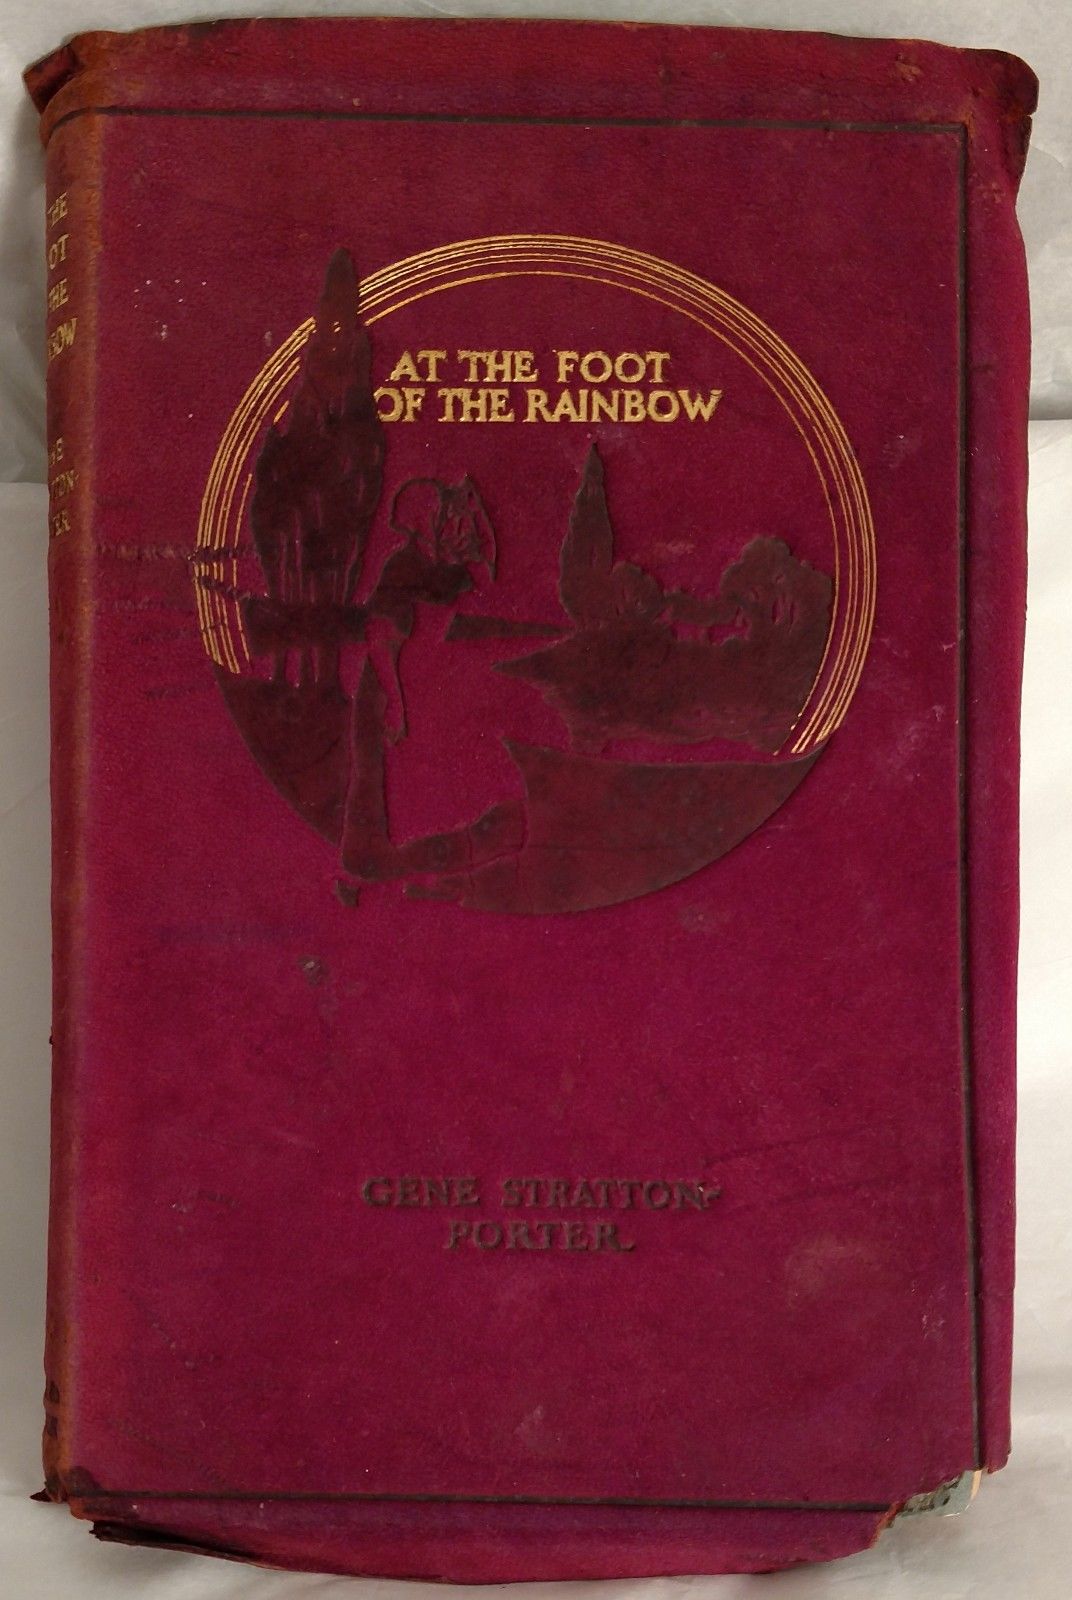 AT THE FOOT
OF THE RAINBOW
GENE STRATTON-
PORTER